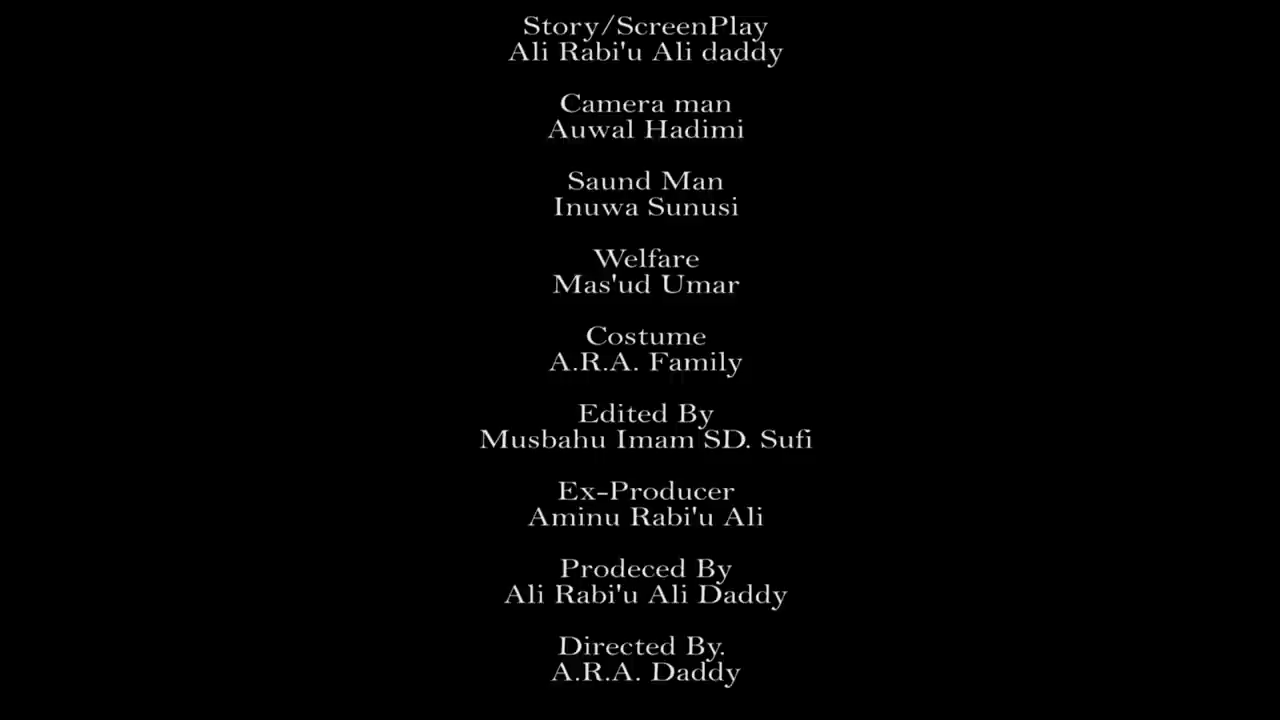 Story/ScreenPlay
Ali Rabi'u Ali daddy
Camera man
Auwal Hadimi
Saund Man
Inuwa Sunusi
Welfare
Mas'ud Umar
Costume
A.R.A. Family
Edited By
Musbahu Imam SD. Sufi
Ex-Producer
Aminu Rabi'u Ali
Prodeced By
Ali Rabi'u Ali Daddy
Directed By.
A.R.A. Daddy